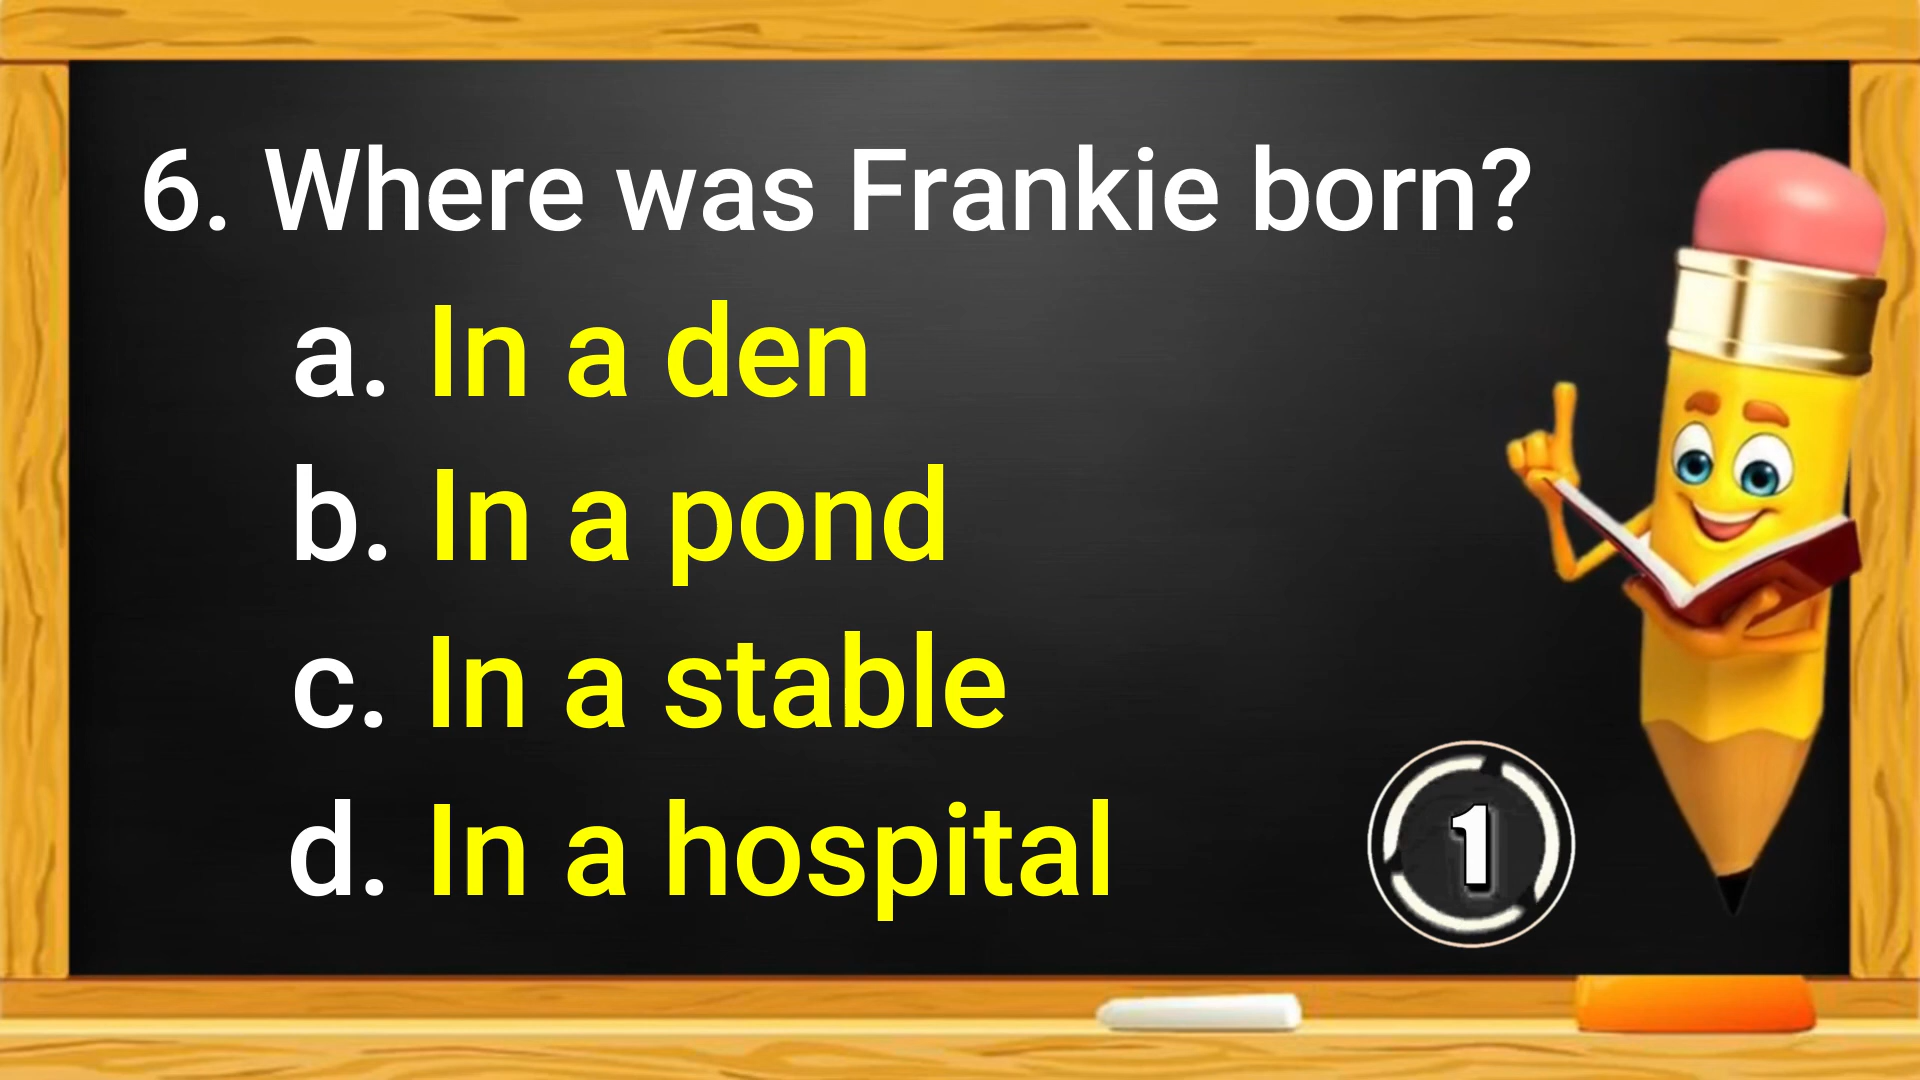 6. Where was Frankie born?
a. In a den
b. In a pond
c. In a stable
d. In a hospital
1